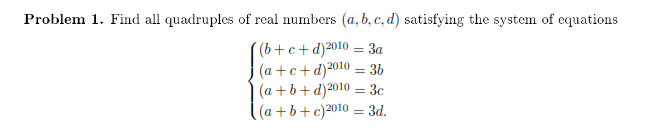 Problem 1. Find all quadruples of real numbers (a, b, c, d) satisfying the system of equations
(b + c + d)²⁰¹⁰ = 3a
(a + c + d)²⁰¹⁰ = 3b
(a + b + d)²⁰¹⁰ = 3c
(a + b + c)²⁰¹⁰ = 3d.